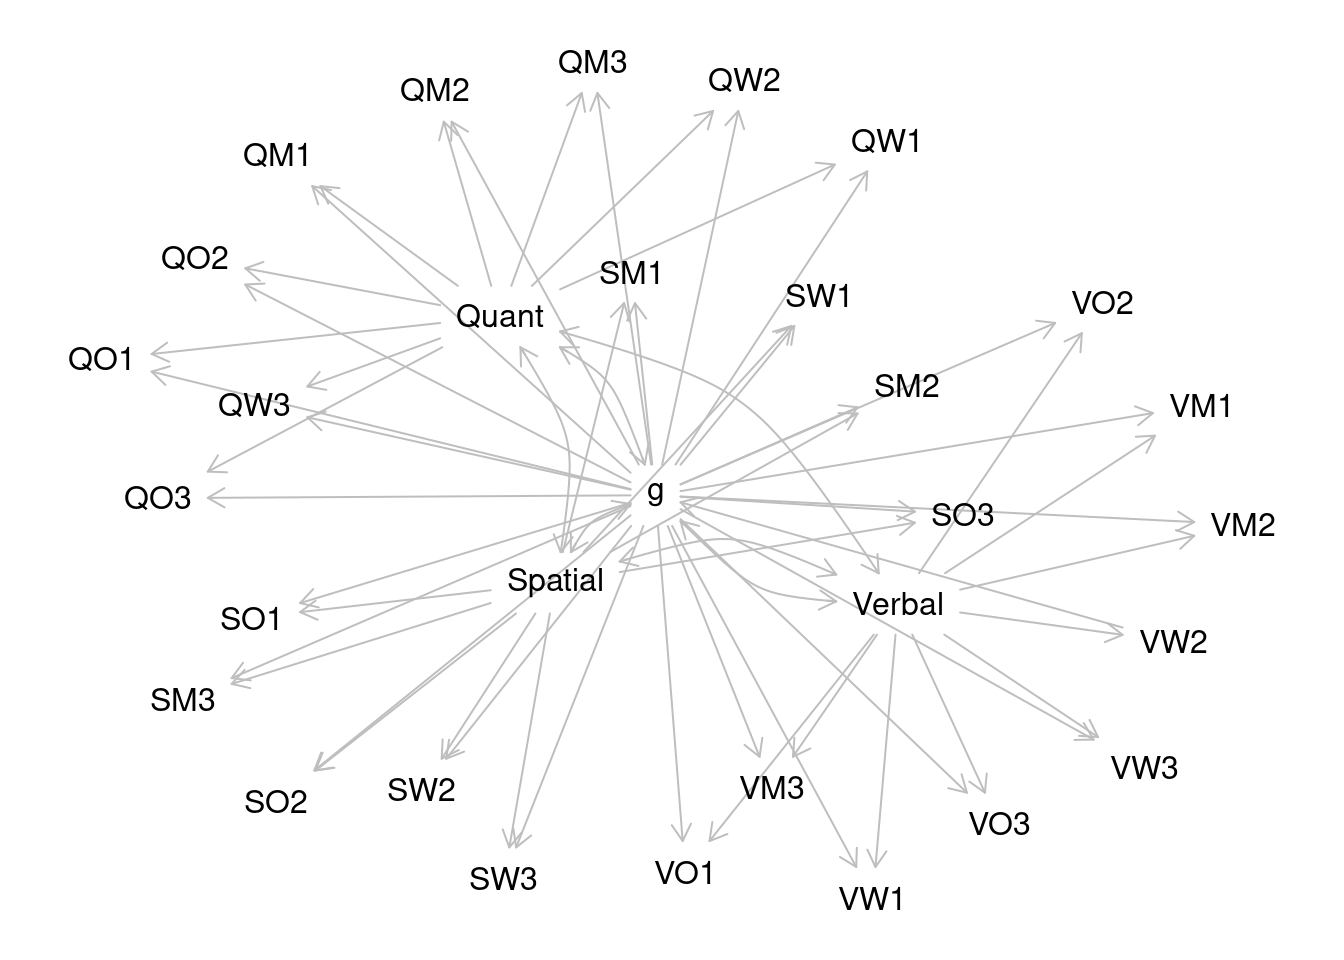 QM3
QW2
QM2
QW1
QM1
QO2
SM1
SW1
VO2
Quant
QO1
SM2
QW3
VM1
g
QO3
SO3
VM2
Spatial
Verbal
SO1
VW2
SM3
VW3
VM3
SW2
SO2
VO3
VO1
SW3
VW1